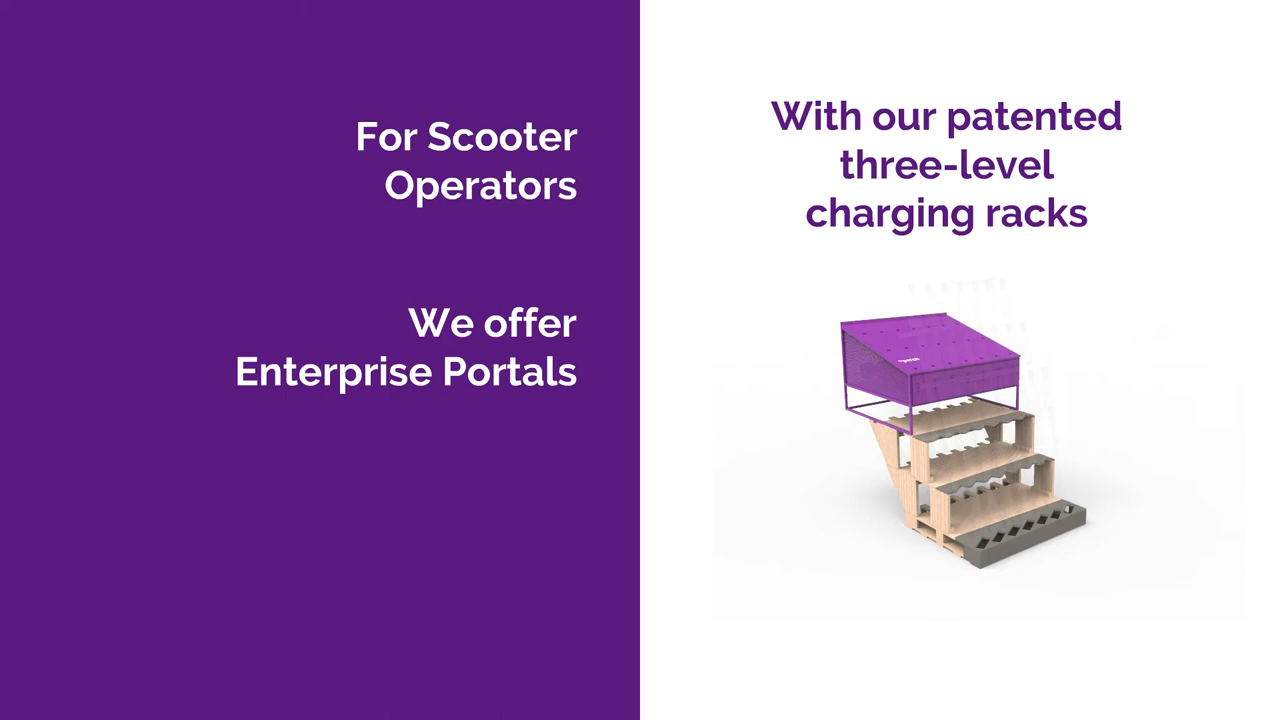 For Scooter
Operators
We offer
Enterprise Portals
With our patented
three-level
charging racks